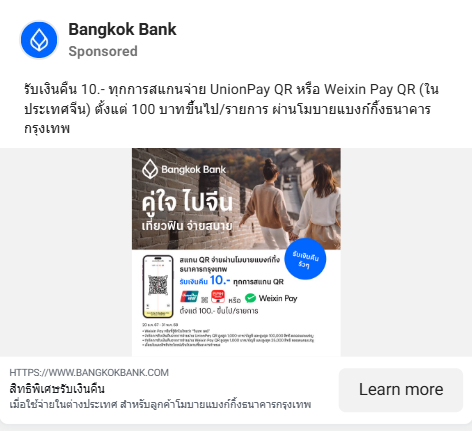 Bangkok Bank
Sponsored
รับเงินคืน 10.- ทุกการสแกนจ่าย UnionPay QR หรือ Weixin Pay QR (ใน
ประเทศจีน) ตั้งแต่ 100 บาทขึ้นไป/รายการ ผ่านโมบายแบงก์กิ้งธนาคาร
กรุงเทพ
Bangkok Bank
คู่ใจ ไปจีน
เที่ยวฟิน จ่ายสบาย
รับเงินคืน
รัวๆ
สแกน QR จ่ายผ่านโมบายแบงก์กิ้ง
ธนาคารกรุงเทพ
รับเงินคืน 10.- ทุกการสแกน QR
หรือ Weixin Pay
ตั้งแต่ 100.- ขึ้นไป/รายการ
HTTPS://WWW.BANGKOKBANK.COM
สิทธิพิเศษรับเงินคืน
เมื่อใช้จ่ายในต่างประเทศ สำหรับลูกค้าโมบายแบงก์กิ้งธนาคารกรุงเทพ
Learn more